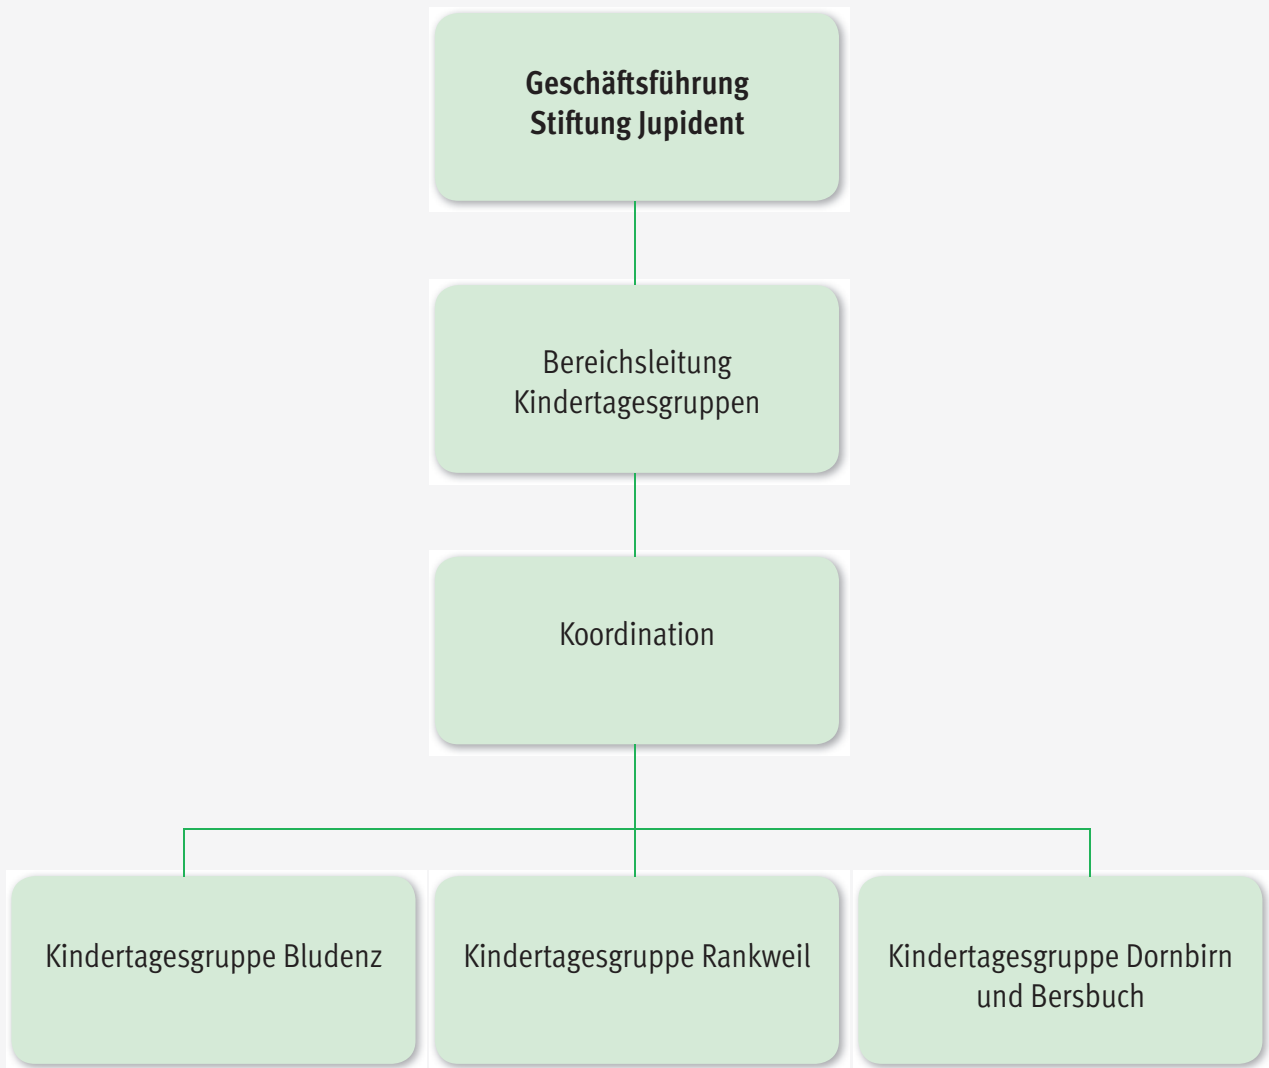 Geschäftsführung
Stiftung Jupident
Bereichsleitung
Kindertagesgruppen
Koordination
Kindertagesgruppe Bludenz
Kindertagesgruppe Rankweil
Kindertagesgruppe Dornbirn
und Bersbuch